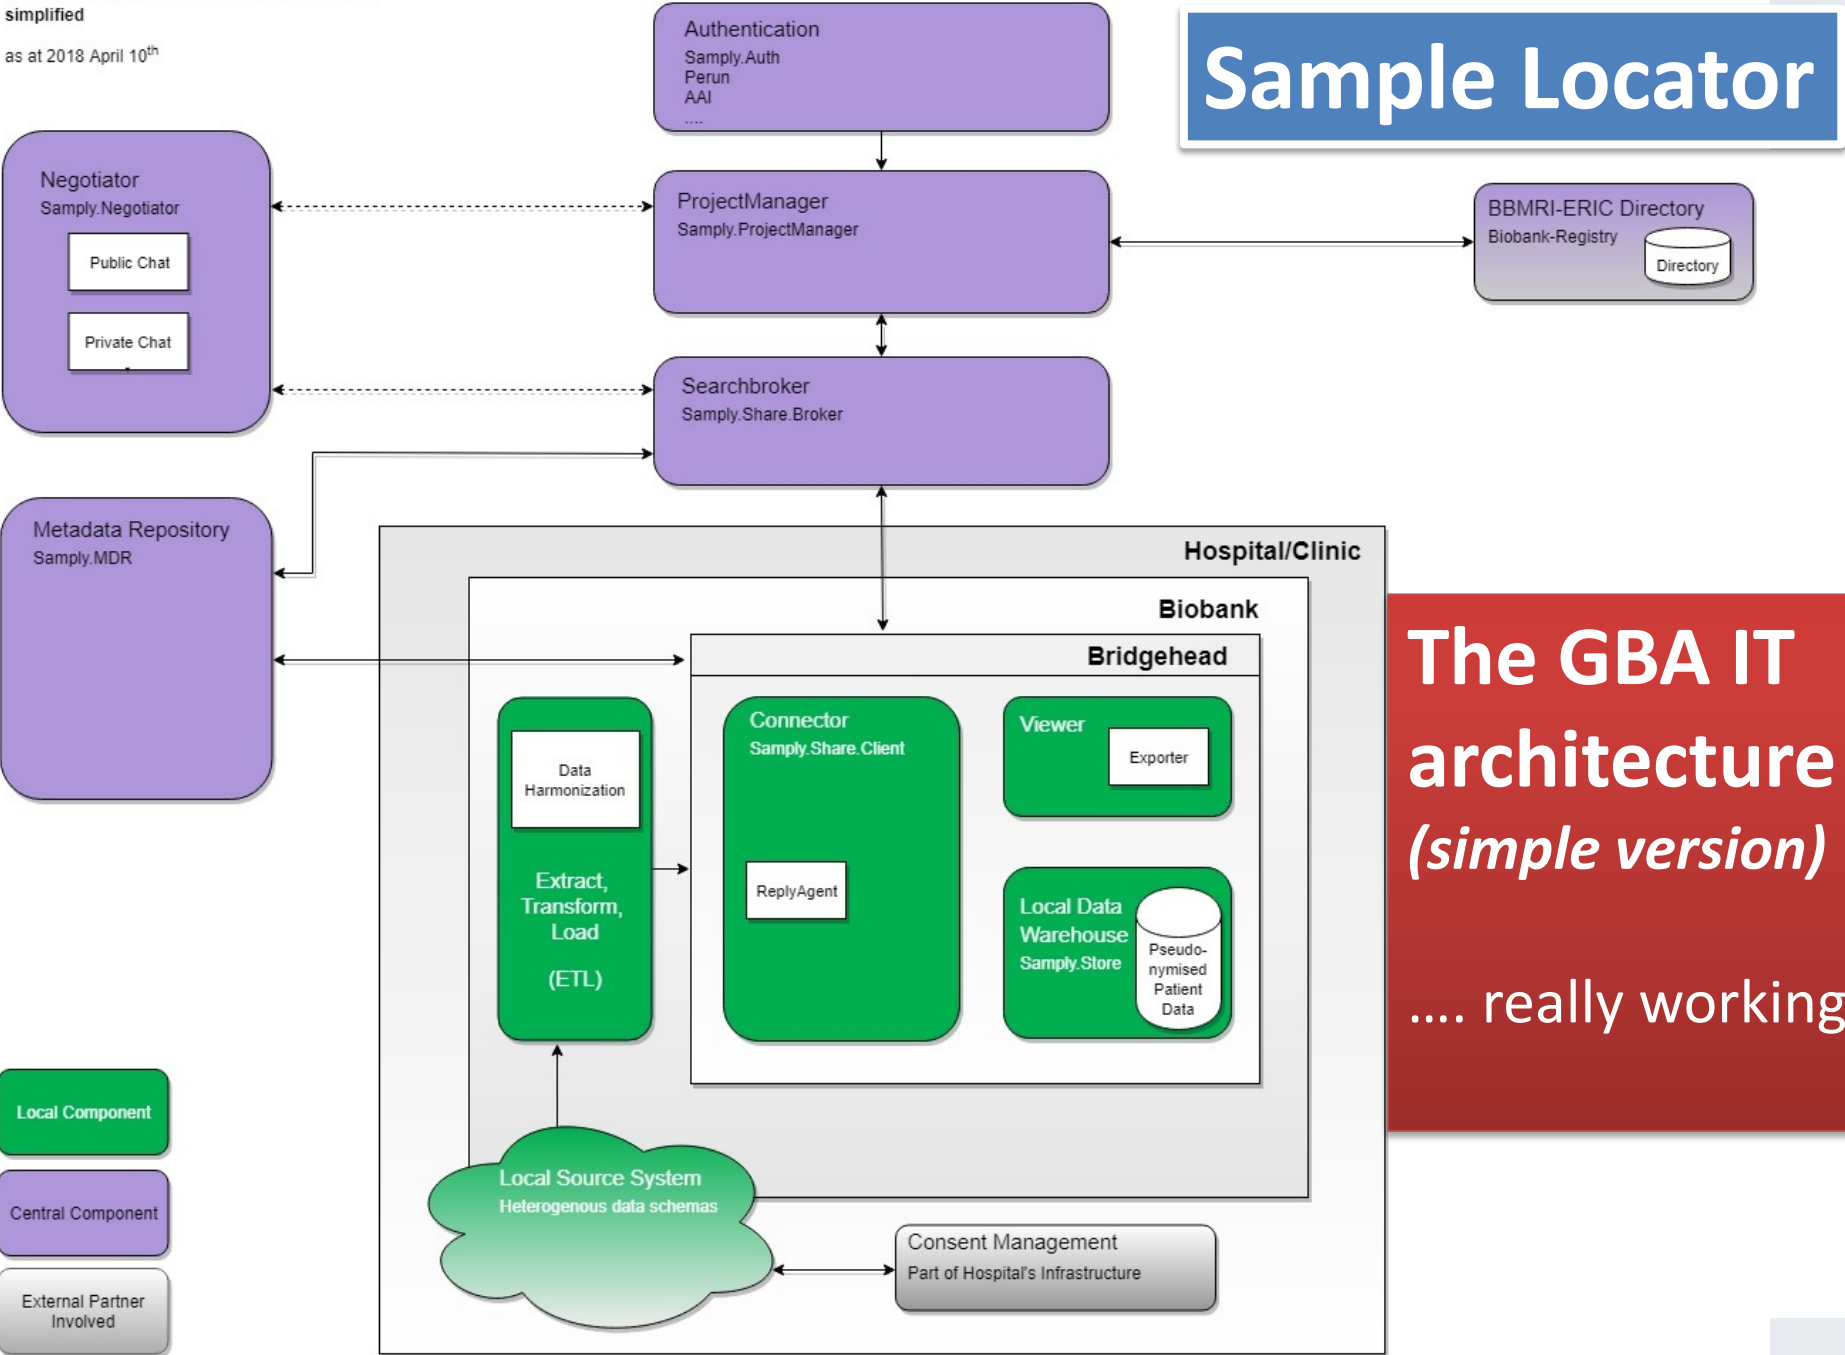 simplified
as at 2018 April 10th
Authentication
Samply.Auth
Perun
AAI
....
Sample Locator
Negotiator
Samply.Negotiator
Public Chat
Private Chat
ProjectManager
Samply.ProjectManager
BBMRI-ERIC Directory
Biobank-Registry
Directory
Searchbroker
Samply.Share.Broker
Metadata Repository
Samply.MDR
Hospital/Clinic
Biobank
Bridgehead
Data
Harmonization
Extract,
Transform,
Load
(ETL)
Connector
Samply.Share.Client
ReplyAgent
Viewer
Exporter
Local Data
Warehouse
Samply.Store
Pseudo-
nymised
Patient
Data
The GBA IT
architecture
(simple version)
.... really working
Local Component
Central Component
External Partner
Involved
Local Source System
Heterogenous data schemas
Consent Management
Part of Hospital's Infrastructure